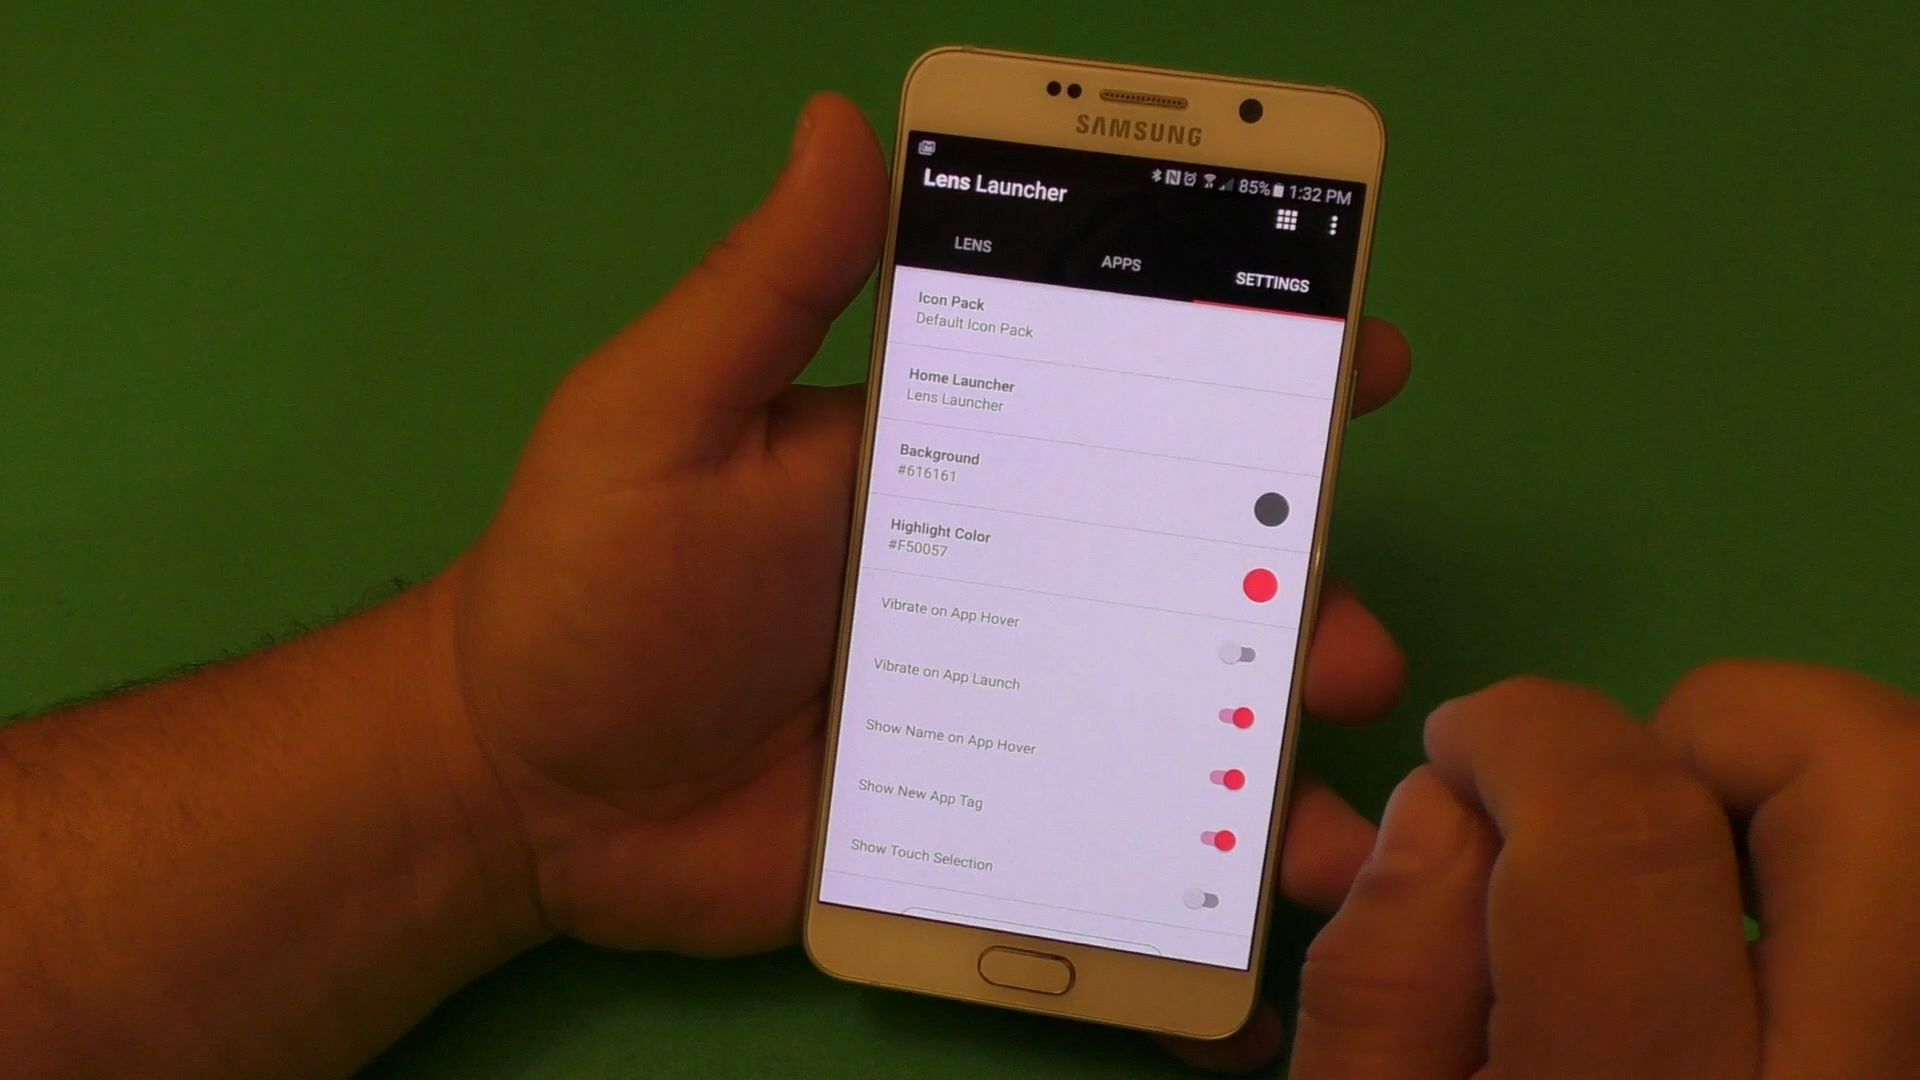 SAMSUNG
85% 1:32 PM
Lens Launcher
LENS
APPS
SETTINGS
Icon Pack
Default Icon Pack
Home Launcher
Lens Launcher
Background
#616161
Highlight Color
#F50057
Vibrate on App Hover
Vibrate on App Launch
Show Name on App Hover
Show New App Tag
Show Touch Selection